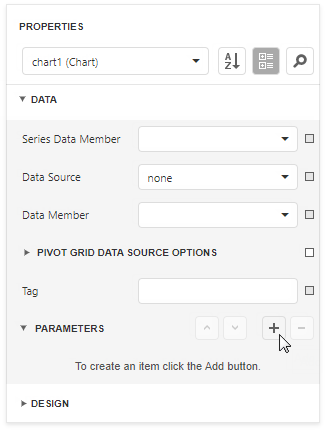 PROPERTIES
chart1 (Chart)
DATA
Series Data Member
Data Source none
Data Member
PIVOT GRID DATA SOURCE OPTIONS
Tag
PARAMETERS
To create an item click the Add button.
DESIGN